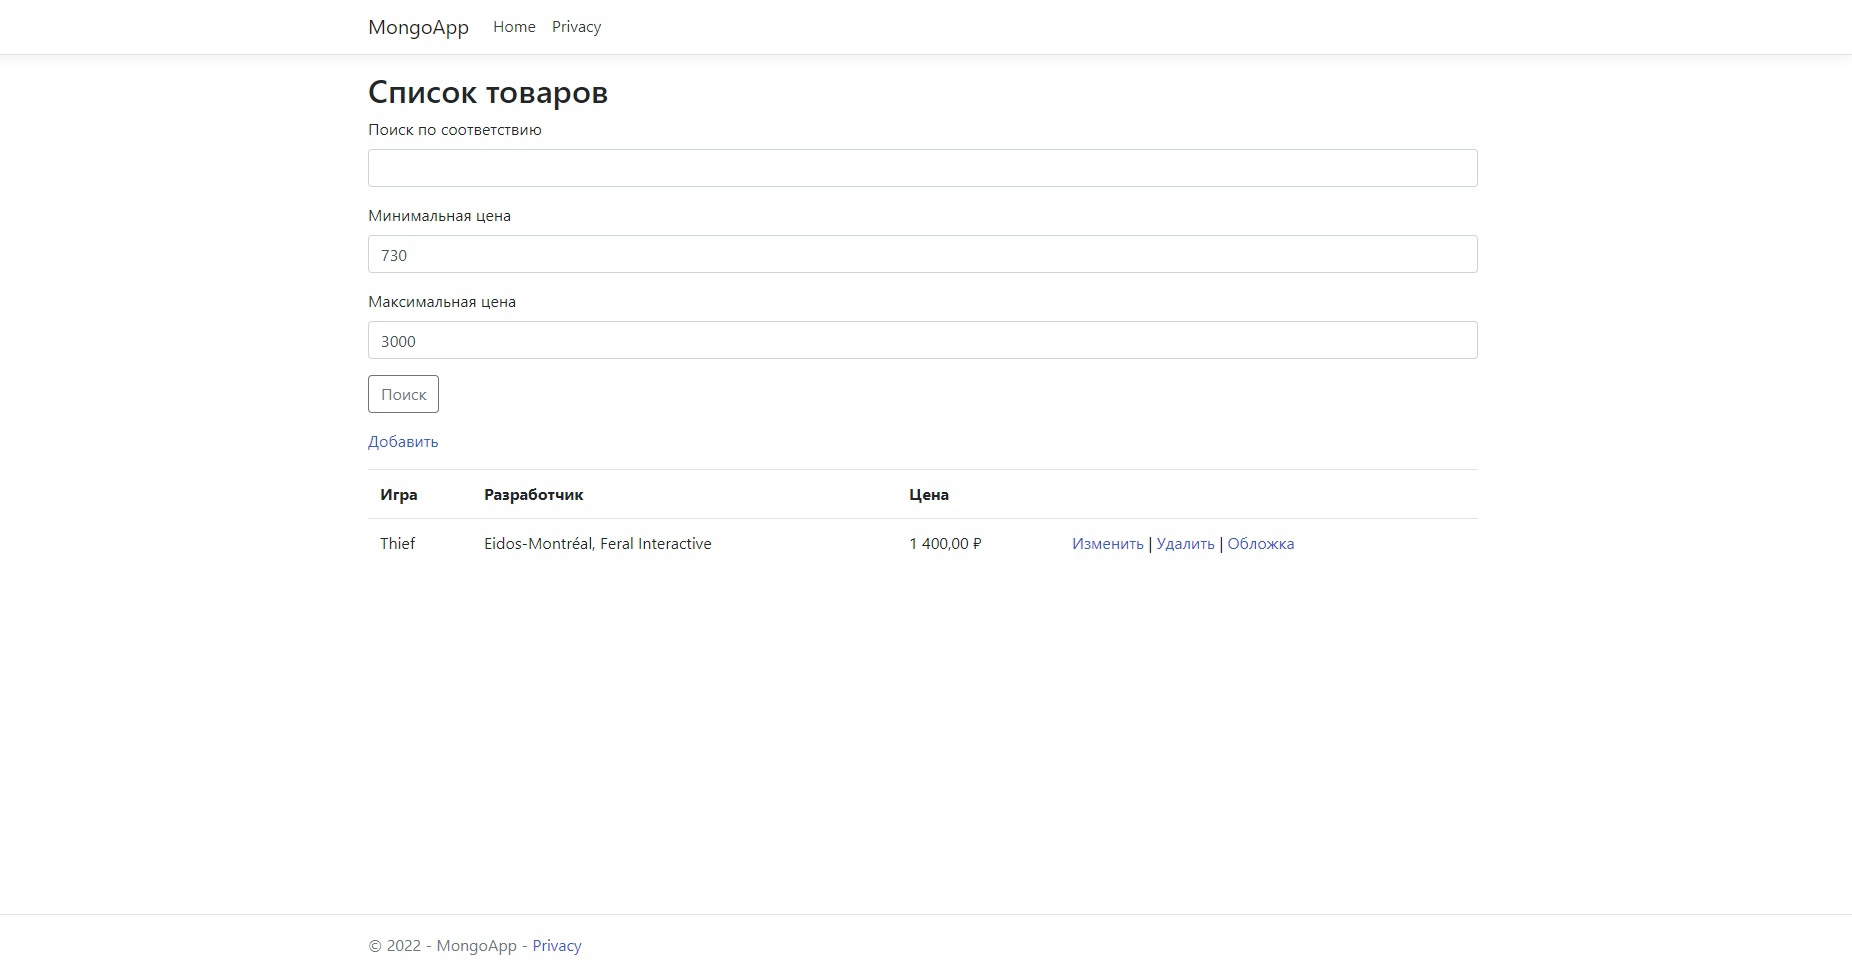 MongoApp Home Privacy
Список товаров
Поиск по соответствию
Минимальная цена
730
Максимальная цена
3000
Поиск
Добавить
Игра Разработчик Цена
Thief Eidos-Montréal, Feral Interactive 1 400,00 ₽ Изменить | Удалить | Обложка
© 2022 - MongoApp - Privacy